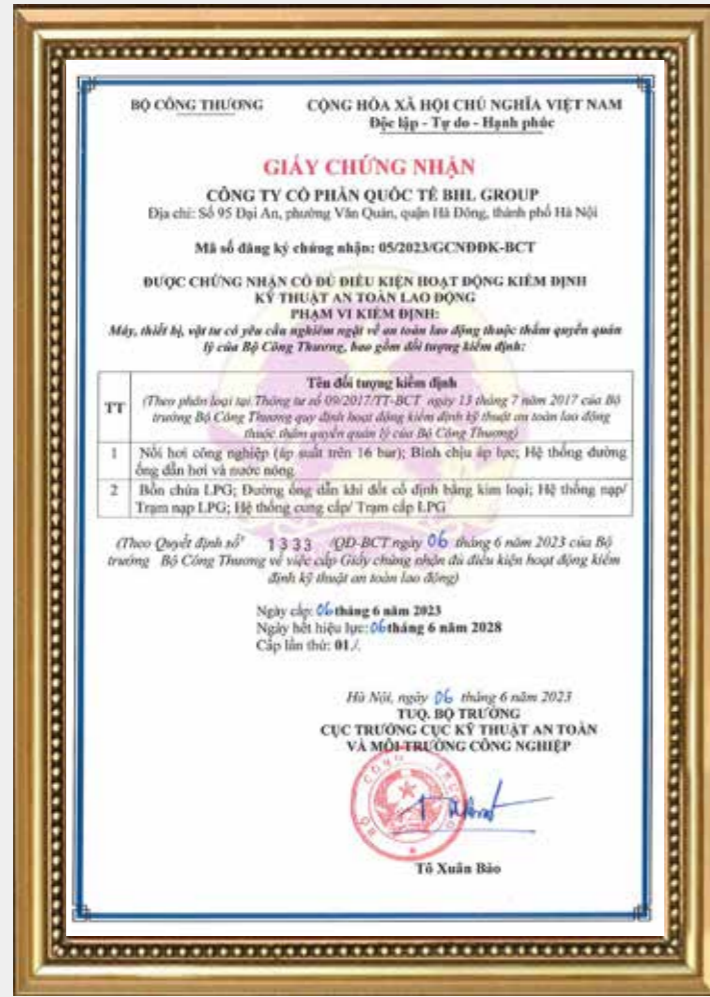 BỘ CÔNG THƯƠNG
CỘNG HÒA XÃ HỘI CHỦ NGHĨA VIỆT NAM
Độc lập - Tự do - Hạnh phúc
GIẤY CHỨNG NHẬN
CÔNG TY CỔ PHẦN QUỐC TẾ BHL GROUP
Địa chỉ: Số 95 Đại An, phường Văn Quán, quận Hà Đông, thành phố Hà Nội
Mã số đăng ký chứng nhận: 05/2023/GCNĐĐK-BCT
ĐƯỢC CHỨNG NHẬN CÓ ĐỦ ĐIỀU KIỆN HOẠT ĐỘNG KIỂM ĐỊNH
KỸ THUẬT AN TOÀN LAO ĐỘNG
PHẠM VI KIỂM ĐỊNH:
Máy, thiết bị, vật tư có yêu cầu nghiêm ngặt về an toàn lao động thuộc thẩm quyền quản
lý của Bộ Công Thương, bao gồm đối tượng kiểm định:
TT
Tên đối tượng kiểm định
(Theo phân loại tại Thông tư số 09/2017/TT-BCT ngày 13 tháng 7 năm 2017 của Bộ
trưởng Bộ Công Thương quy định hoạt động kiểm định kỹ thuật an toàn lao động
thuộc thẩm quyền quản lý của Bộ Công Thương)
1 Nồi hơi công nghiệp (áp suất trên 16 bar); Bình chịu áp lực; Hệ thống đường
ống dẫn hơi và nước nóng
2 Bồn chứa LPG; Đường ống dẫn khí đốt cố định bằng kim loại; Hệ thống nạp/
Trạm nạp LPG; Hệ thống cung cấp/ Trạm cấp LPG
(Theo Quyết định số 1333 /QĐ-BCT ngày 06 tháng 6 năm 2023 của Bộ
trưởng Bộ Công Thương về việc cấp Giấy chứng nhận đủ điều kiện hoạt động kiểm
định kỹ thuật an toàn lao động)
Ngày cấp: 06 tháng 6 năm 2023
Ngày hết hiệu lực: 06 tháng 6 năm 2028
Cấp lần thứ: 01./.
Hà Nội, ngày 06 tháng 6 năm 2023
TUQ. BỘ TRƯỞNG
CỤC TRƯỞNG CỤC KỸ THUẬT AN TOÀN
VÀ MÔI TRƯỜNG CÔNG NGHIỆP
BỘ CÔNG THƯƠNG
Tô Xuân Bảo